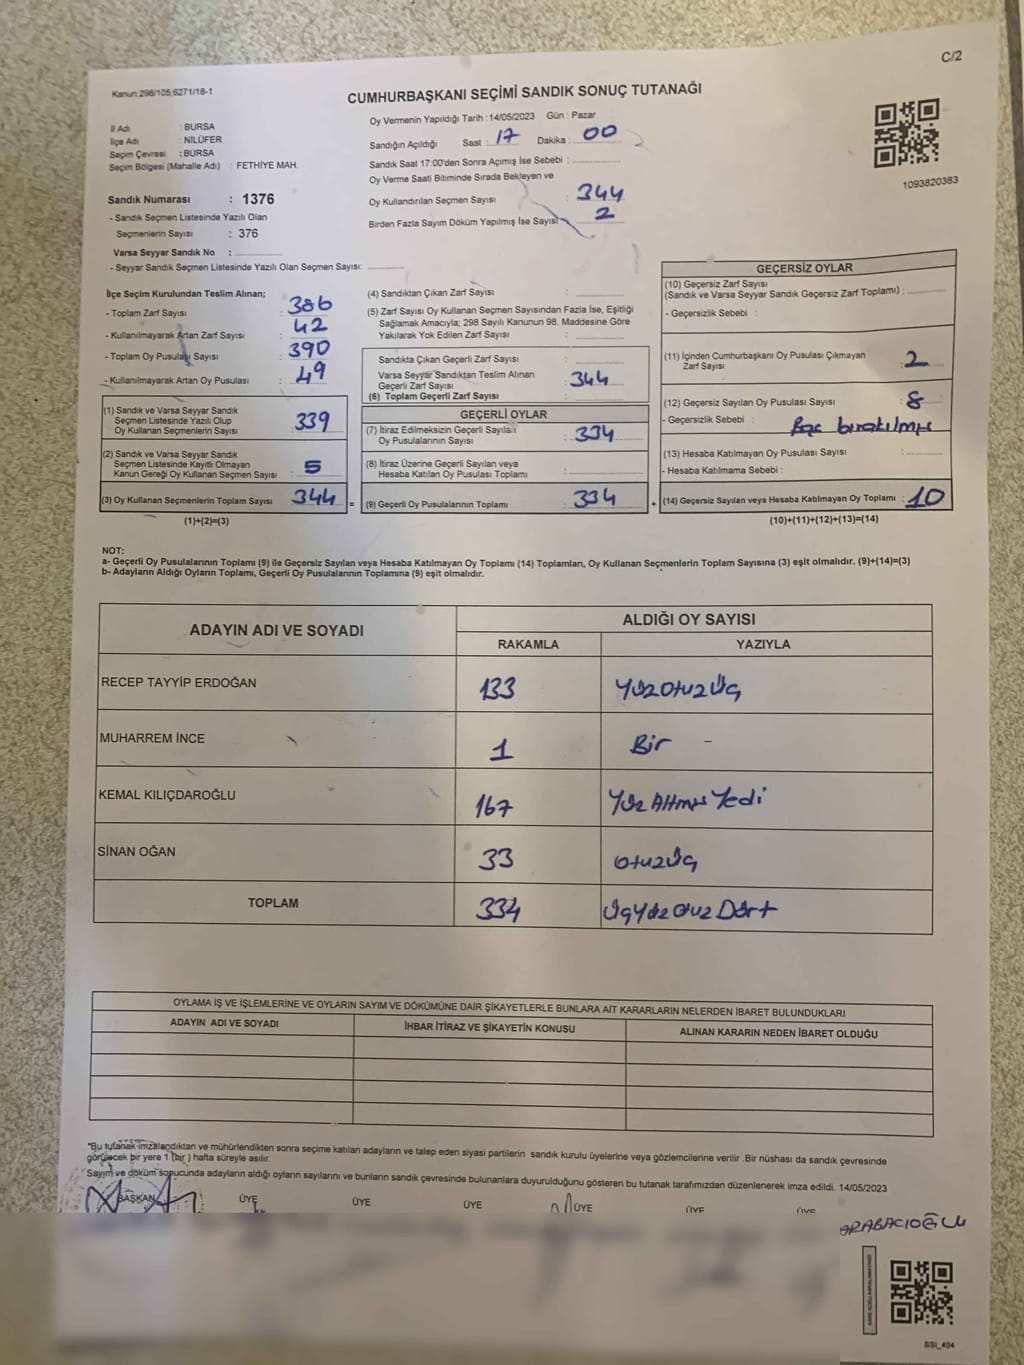 C/2
Kanun:298/105;6271/18-1
CUMHURBAŞKANI SEÇİMİ SANDIK SONUÇ TUTANAĞI
İl Adı : BURSA
İlçe Adı : NİLÜFER
Seçim Çevresi : BURSA
Seçim Bölgesi (Mahalle Adı) : FETHİYE MAH.
Oy Vermenin Yapıldığı Tarih : 14/05/2023 Gün : Pazar
Sandığın Açıldığı Saat : 17 Dakika : 00
Sandık Saat 17:00'den Sonra Açılmış İse Sebebi :
Oy Verme Saati Bitiminde Sırada Bekleyen ve
Oy Kullandırılan Seçmen Sayısı : 344
Birden Fazla Sayım Döküm Yapılmış İse Sayısı 2
1093820383
Sandık Numarası : 1376
- Sandık Seçmen Listesinde Yazılı Olan
Seçmenlerin Sayısı : 376
Varsa Seyyar Sandık No :
- Seyyar Sandık Seçmen Listesinde Yazılı Olan Seçmen Sayısı:
İlçe Seçim Kurulundan Teslim Alınan;
- Toplam Zarf Sayısı : 386
- Kullanılmayarak Artan Zarf Sayısı : 42
- Toplam Oy Pusulası Sayısı : 390
- Kullanılmayarak Artan Oy Pusulası : 49
(1) Sandık ve Varsa Seyyar Sandık
Seçmen Listesinde Yazılı Olup
Oy Kullanan Seçmenlerin Sayısı : 339
(2) Sandık ve Varsa Seyyar Sandık
Seçmen Listesinde Kayıtlı Olmayan
Kanun Gereği Oy Kullanan Seçmen Sayısı : 5
(3) Oy Kullanan Seçmenlerin Toplam Sayısı : 344 =
(1)+(2)=(3)
(4) Sandıktan Çıkan Zarf Sayısı :
(5) Zarf Sayısı Oy Kullanan Seçmen Sayısından Fazla İse, Eşitliği
Sağlamak Amacıyla; 298 Sayılı Kanunun 98. Maddesine Göre
Yakılarak Yok Edilen Zarf Sayısı :
Sandıkta Çıkan Geçerli Zarf Sayısı :
Varsa Seyyar Sandıktan Teslim Alınan
Geçerli Zarf Sayısı : 344
(6) Toplam Geçerli Zarf Sayısı :
GEÇERLİ OYLAR
(7) İtiraz Edilmeksizin Geçerli Sayılan
Oy Pusulalarının Sayısı : 334
(8) İtiraz Üzerine Geçerli Sayılan veya
Hesaba Katılan Oy Pusulası Toplamı :
(9) Geçerli Oy Pusulalarının Toplamı : 334 +
GEÇERSİZ OYLAR
(10) Geçersiz Zarf Sayısı
(Sandık ve Varsa Seyyar Sandık Geçersiz Zarf Toplamı) :
- Geçersizlik Sebebi :
(11) İçinden Cumhurbaşkanı Oy Pusulası Çıkmayan
Zarf Sayısı : 2
(12) Geçersiz Sayılan Oy Pusulası Sayısı : 8
- Geçersizlik Sebebi : Boş bırakılmış
(13) Hesaba Katılmayan Oy Pusulası Sayısı :
- Hesaba Katılmama Sebebi :
(14) Geçersiz Sayılan veya Hesaba Katılmayan Oy Toplamı : 10
(10)+(11)+(12)+(13)=(14)
NOT:
a- Geçerli Oy Pusulalarının Toplamı (9) ile Geçersiz Sayılan veya Hesaba Katılmayan Oy Toplamı (14) Toplamları, Oy Kullanan Seçmenlerin Toplam Sayısına (3) eşit olmalıdır. (9)+(14)=(3)
b- Adayların Aldığı Oyların Toplamı, Geçerli Oy Pusulalarının Toplamına (9) eşit olmalıdır.
ADAYIN ADI VE SOYADI
ALDIĞI OY SAYISI
RAKAMLA YAZIYLA
RECEP TAYYİP ERDOĞAN 133 YüzOtuzÜç
MUHARREM İNCE 1 Bir -
KEMAL KILIÇDAROĞLU 167 Yüz Altmış Yedi
SİNAN OĞAN 33 OtuzÜç
TOPLAM 334 ÜçYüz Otuz Dört
OYLAMA İŞ VE İŞLEMLERİNE VE OYLARIN SAYIM VE DÖKÜMÜNE DAİR ŞİKAYETLERLE BUNLARA AİT KARARLARIN NELERDEN İBARET BULUNDUKLARI
ADAYIN ADI VE SOYADI İHBAR İTİRAZ VE ŞİKAYETİN KONUSU ALINAN KARARIN NEDEN İBARET OLDUĞU
"Bu tutanak imzalandıktan ve mühürlendikten sonra seçime katılan adayların ve talep eden siyasi partilerin sandık kurulu üyelerine veya gözlemcilerine verilir .Bir nüshası da sandık çevresinde
görülecek bir yere 1 (bir ) hafta süreyle asılır.
Sayım ve döküm sonucunda adayların aldığı oyların sayılarını ve bunların sandık çevresinde bulunanlara duyurulduğunu gösteren bu tutanak tarafımızdan düzenlenerek imza edildi. 14/05/2023
BAŞKAN ÜYE ÜYE ÜYE ÜYE ÜYE ÜYE
ARABACIOĞLU
SSI_404